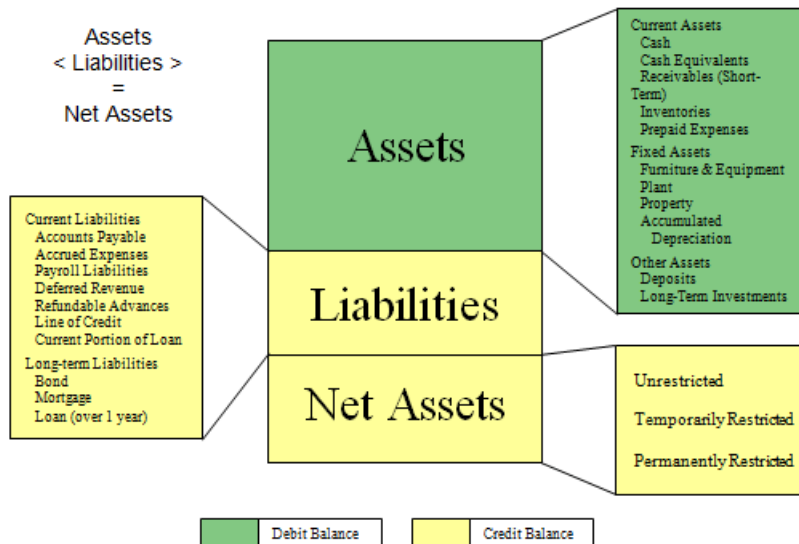 Assets
< Liabilities >
=
Net Assets
Assets
Liabilities
Net Assets
Current Assets
Cash
Cash Equivalents
Receivables (Short-
Term)
Inventories
Prepaid Expenses
Fixed Assets
Furniture & Equipment
Plant
Property
Accumulated
Depreciation
Other Assets
Deposits
Long-Term Investments
Current Liabilities
Accounts Payable
Accrued Expenses
Payroll Liabilities
Deferred Revenue
Refundable Advances
Line of Credit
Current Portion of Loan
Long-term Liabilities
Bond
Mortgage
Loan (over 1 year)
Unrestricted
Temporarily Restricted
Permanently Restricted
Debit Balance
Credit Balance